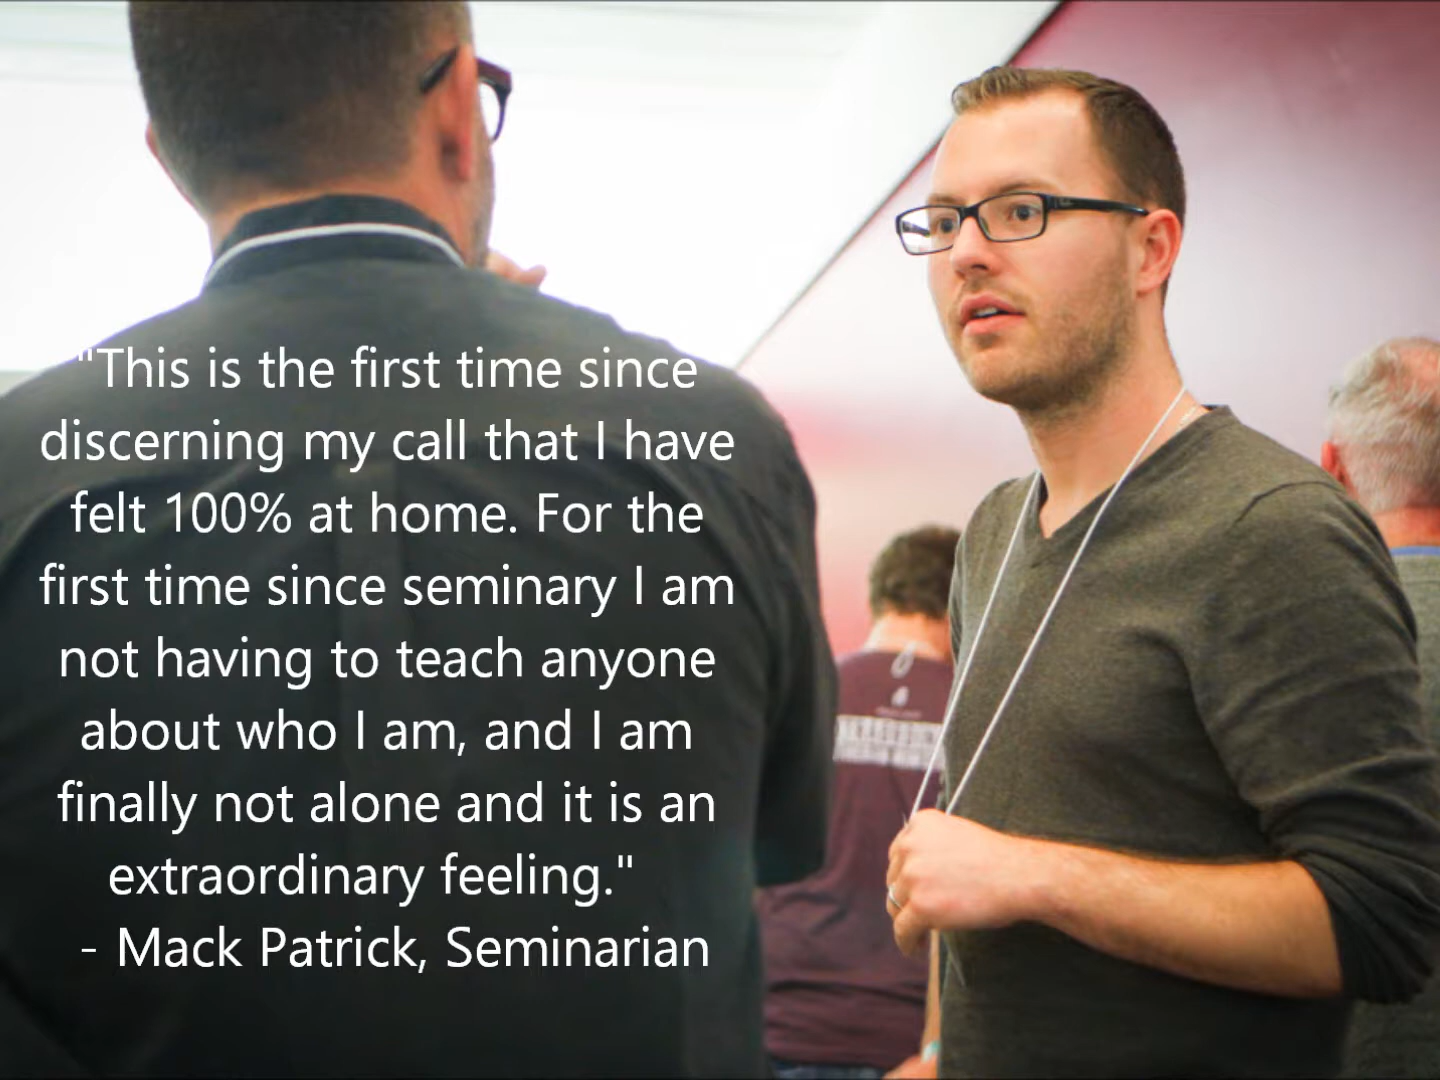 "This is the first time since
discerning my call that I have
felt 100% at home. For the
first time since seminary I am
not having to teach anyone
about who I am, and I am
finally not alone and it is an
extraordinary feeling."
- Mack Patrick, Seminarian